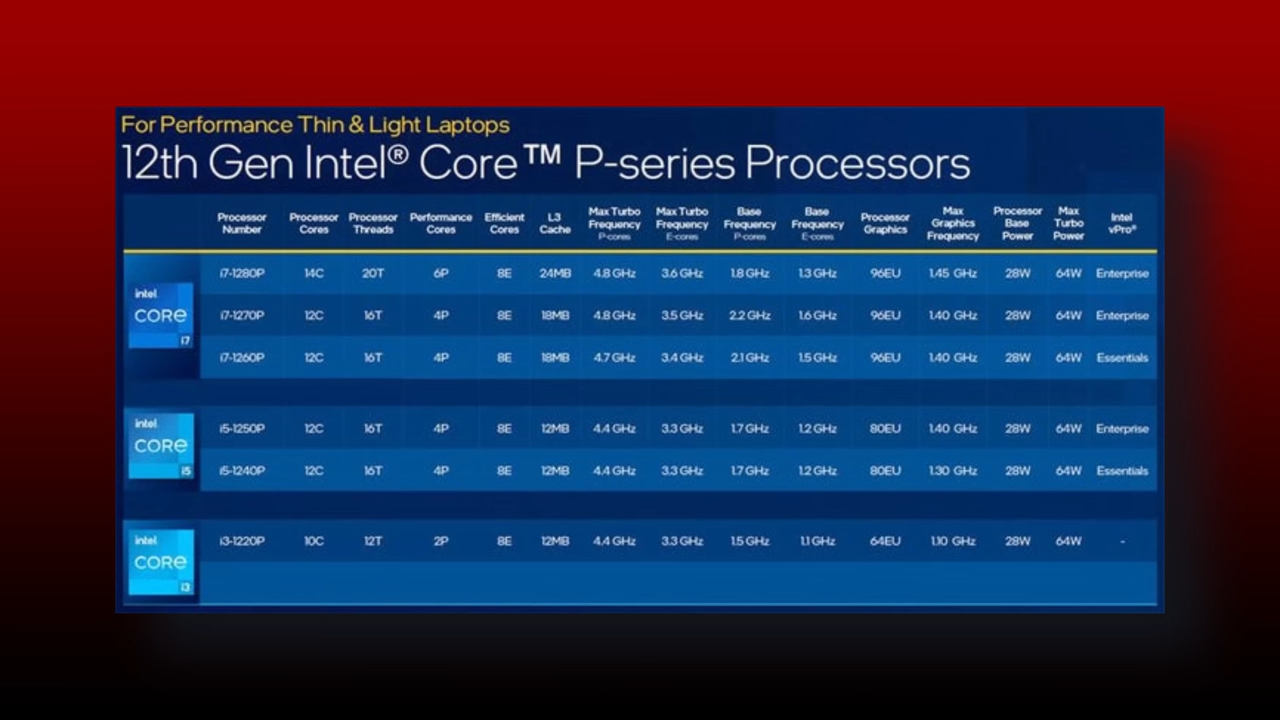 For Performance Thin & Light Laptops
12th Gen Intel® Core™ P-series Processors
Processor Number Processor Cores Processor Threads Performance Cores Efficient Cores L3 Cache Max Turbo Frequency P-cores Max Turbo Frequency E-cores Base Frequency P-cores Base Frequency E-cores Processor Graphics Max Graphics Frequency Processor Base Power Max Turbo Power Intel vPro®
intel CORe i7
i7-1280P 14C 20T 6P 8E 24MB 4.8 GHz 3.6 GHz 1.8 GHz 1.3 GHz 96EU 1.45 GHz 28W 64W Enterprise
i7-1270P 12C 16T 4P 8E 18MB 4.8 GHz 3.5 GHz 2.2 GHz 1.6 GHz 96EU 1.40 GHz 28W 64W Enterprise
i7-1260P 12C 16T 4P 8E 18MB 4.7 GHz 3.4 GHz 2.1 GHz 1.5 GHz 96EU 1.40 GHz 28W 64W Essentials
intel CORe i5
i5-1250P 12C 16T 4P 8E 12MB 4.4 GHz 3.3 GHz 1.7 GHz 1.2 GHz 80EU 1.40 GHz 28W 64W Enterprise
i5-1240P 12C 16T 4P 8E 12MB 4.4 GHz 3.3 GHz 1.7 GHz 1.2 GHz 80EU 1.30 GHz 28W 64W Essentials
intel CORe i3
i3-1220P 10C 12T 2P 8E 12MB 4.4 GHz 3.3 GHz 1.5 GHz 1.1 GHz 64EU 1.10 GHz 28W 64W -